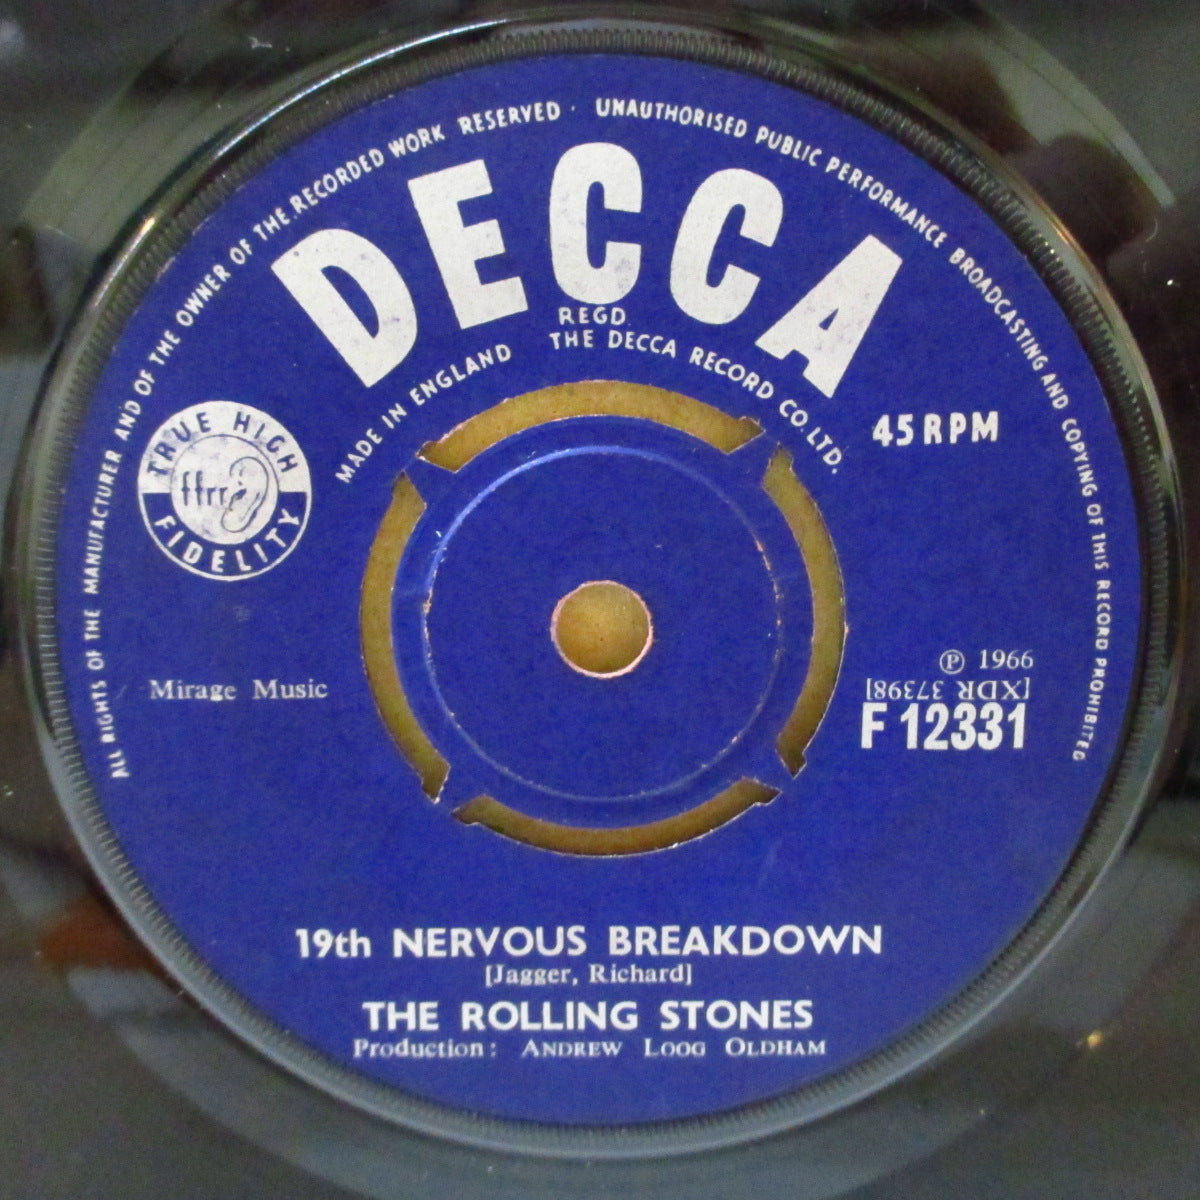 ALL RIGHTS OF THE MANUFACTURER AND OF THE OWNER OF THE RECORDED WORK RESERVED · UNAUTHORISED PUBLIC PERFORMANCE BROADCASTING AND COPYING OF THIS RECORD PROHIBITED
DECCA
REGD.
MADE IN ENGLAND THE DECCA RECORD CO. LTD.
TRUE HIGH
ffrr
FIDELITY
45 RPM
Mirage Music
℗ 1966
[XDR 37398]
F 12331
19th NERVOUS BREAKDOWN
[Jagger, Richard]
THE ROLLING STONES
Production: ANDREW LOOG OLDHAM